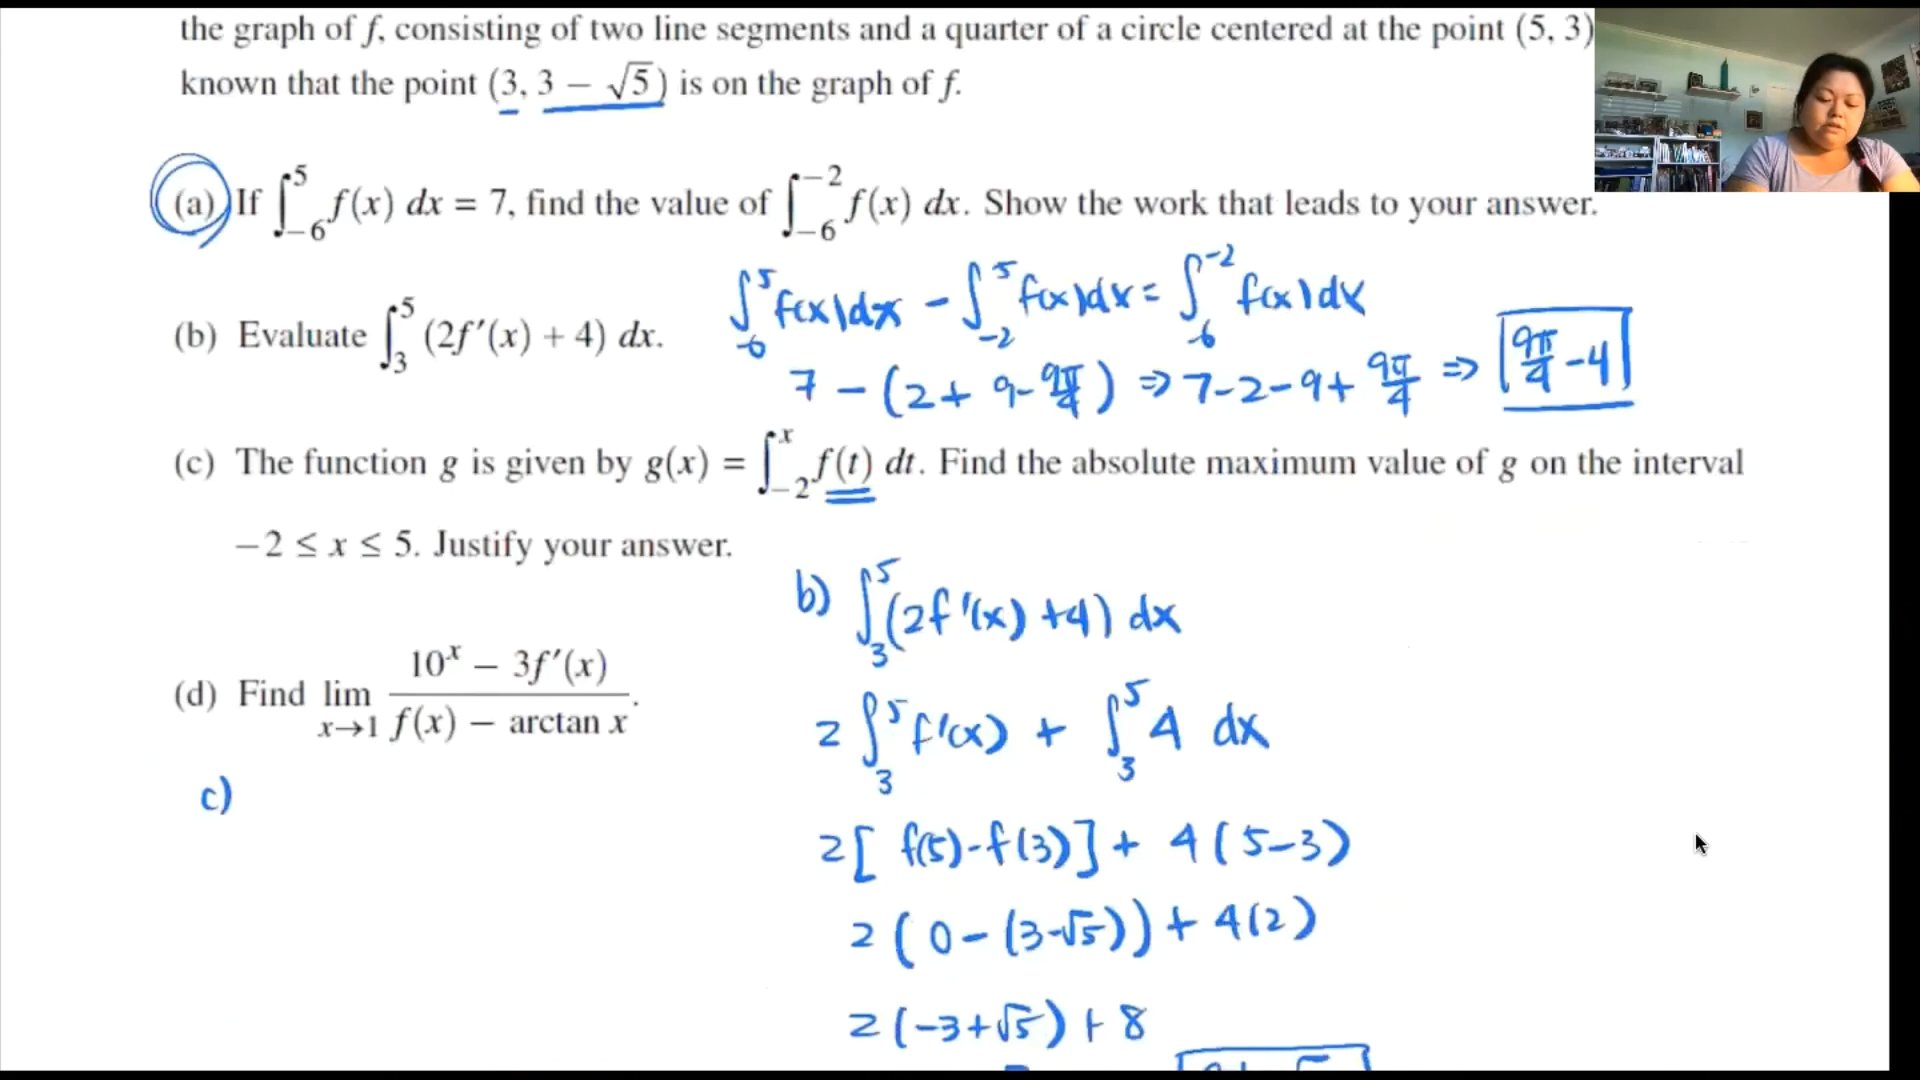 the graph of f, consisting of two line segments and a quarter of a circle centered at the point (5, 3)
known that the point (3, 3 − √5) is on the graph of f.
(a) If ∫_{−6}^{5} f(x) dx = 7, find the value of ∫_{−6}^{−2} f(x) dx. Show the work that leads to your answer.
∫_{-6}^{5} f(x)dx - ∫_{-2}^{5} f(x)dx = ∫_{-6}^{-2} f(x)dx
(b) Evaluate ∫_{3}^{5} (2f′(x) + 4) dx.
7 - (2 + 9 - 9π/4) ⇒ 7-2-9+ 9π/4 ⇒ 9π/4 - 4
(c) The function g is given by g(x) = ∫_{−2}^{x} f(t) dt. Find the absolute maximum value of g on the interval
−2 ≤ x ≤ 5. Justify your answer.
b) ∫_{3}^{5} (2f'(x) +4) dx
(d) Find lim_{x→1} (10^x − 3f′(x)) / (f(x) − arctan x).
2 ∫_{3}^{5} f'(x) + ∫_{3}^{5} 4 dx
c)
2[ f(5)-f(3)] + 4(5-3)
2(0-(3-√5)) + 4(2)
2(-3+√5) + 8